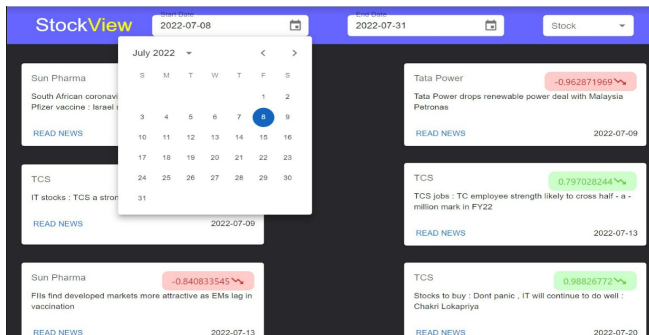 StockView
Start Date
2022-07-08
End Date
2022-07-31
Stock
July 2022
S M T W T F S
1 2
3 4 5 6 7 8 9
10 11 12 13 14 15 16
17 18 19 20 21 22 23
24 25 26 27 28 29 30
31
Sun Pharma
South African coronavi
Pfizer vaccine : Israel
READ NEWS
Tata Power
-0.962871969
Tata Power drops renewable power deal with Malaysia
Petronas
READ NEWS
2022-07-09
TCS
IT stocks : TCS a stron
READ NEWS
2022-07-09
TCS
0.797028244
TCS jobs : TC employee strength likely to cross half - a -
million mark in FY22
READ NEWS
2022-07-13
Sun Pharma
-0.840833545
FIIs find developed markets more attractive as EMs lag in
vaccination
READ NEWS
2022-07-13
TCS
0.98826772
Stocks to buy : Dont panic , IT will continue to do well :
Chakri Lokapriya
READ NEWS
2022-07-20